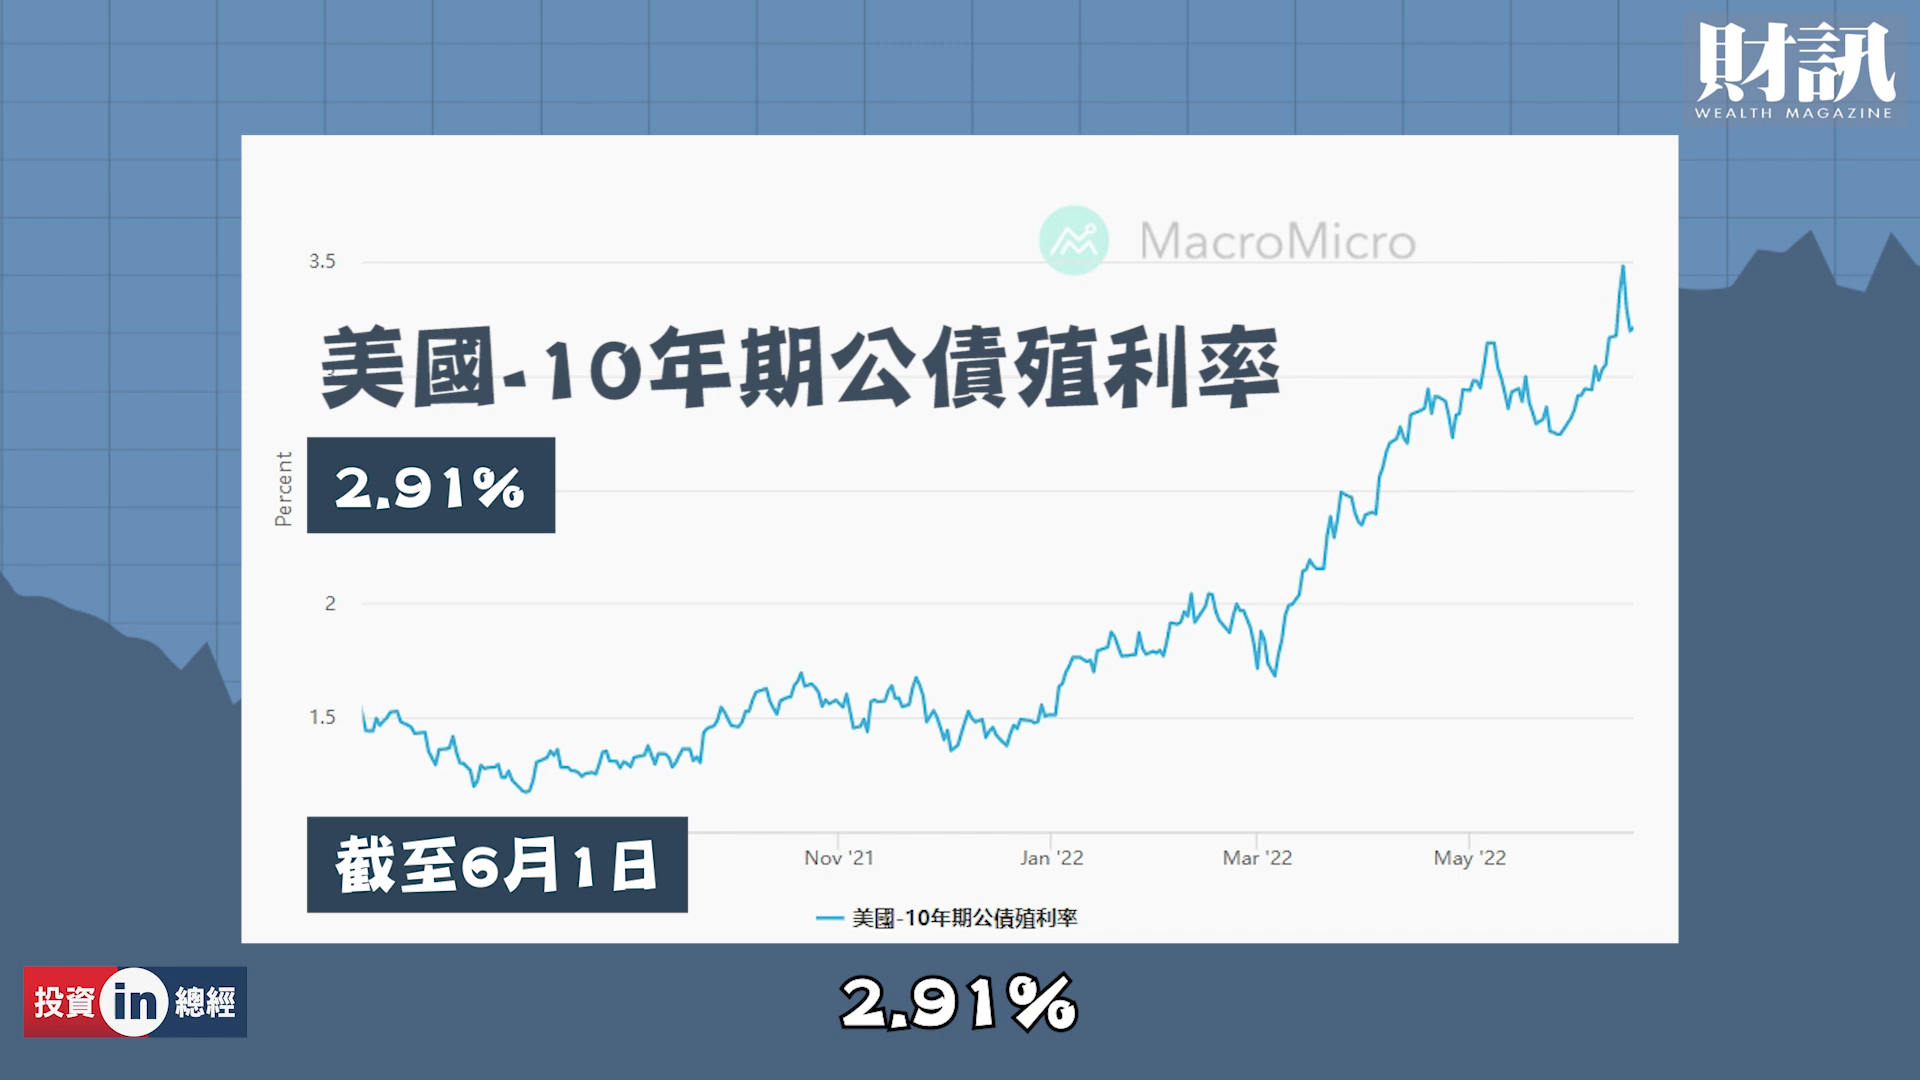 財訊
WEALTH MAGAZINE
MacroMicro
3.5
美國-10年期公債殖利率
2.91%
Percent
2
1.5
截至6月1日
Nov '21
Jan '22
Mar '22
May '22
美國-10年期公債殖利率
投資in總經
2.91%